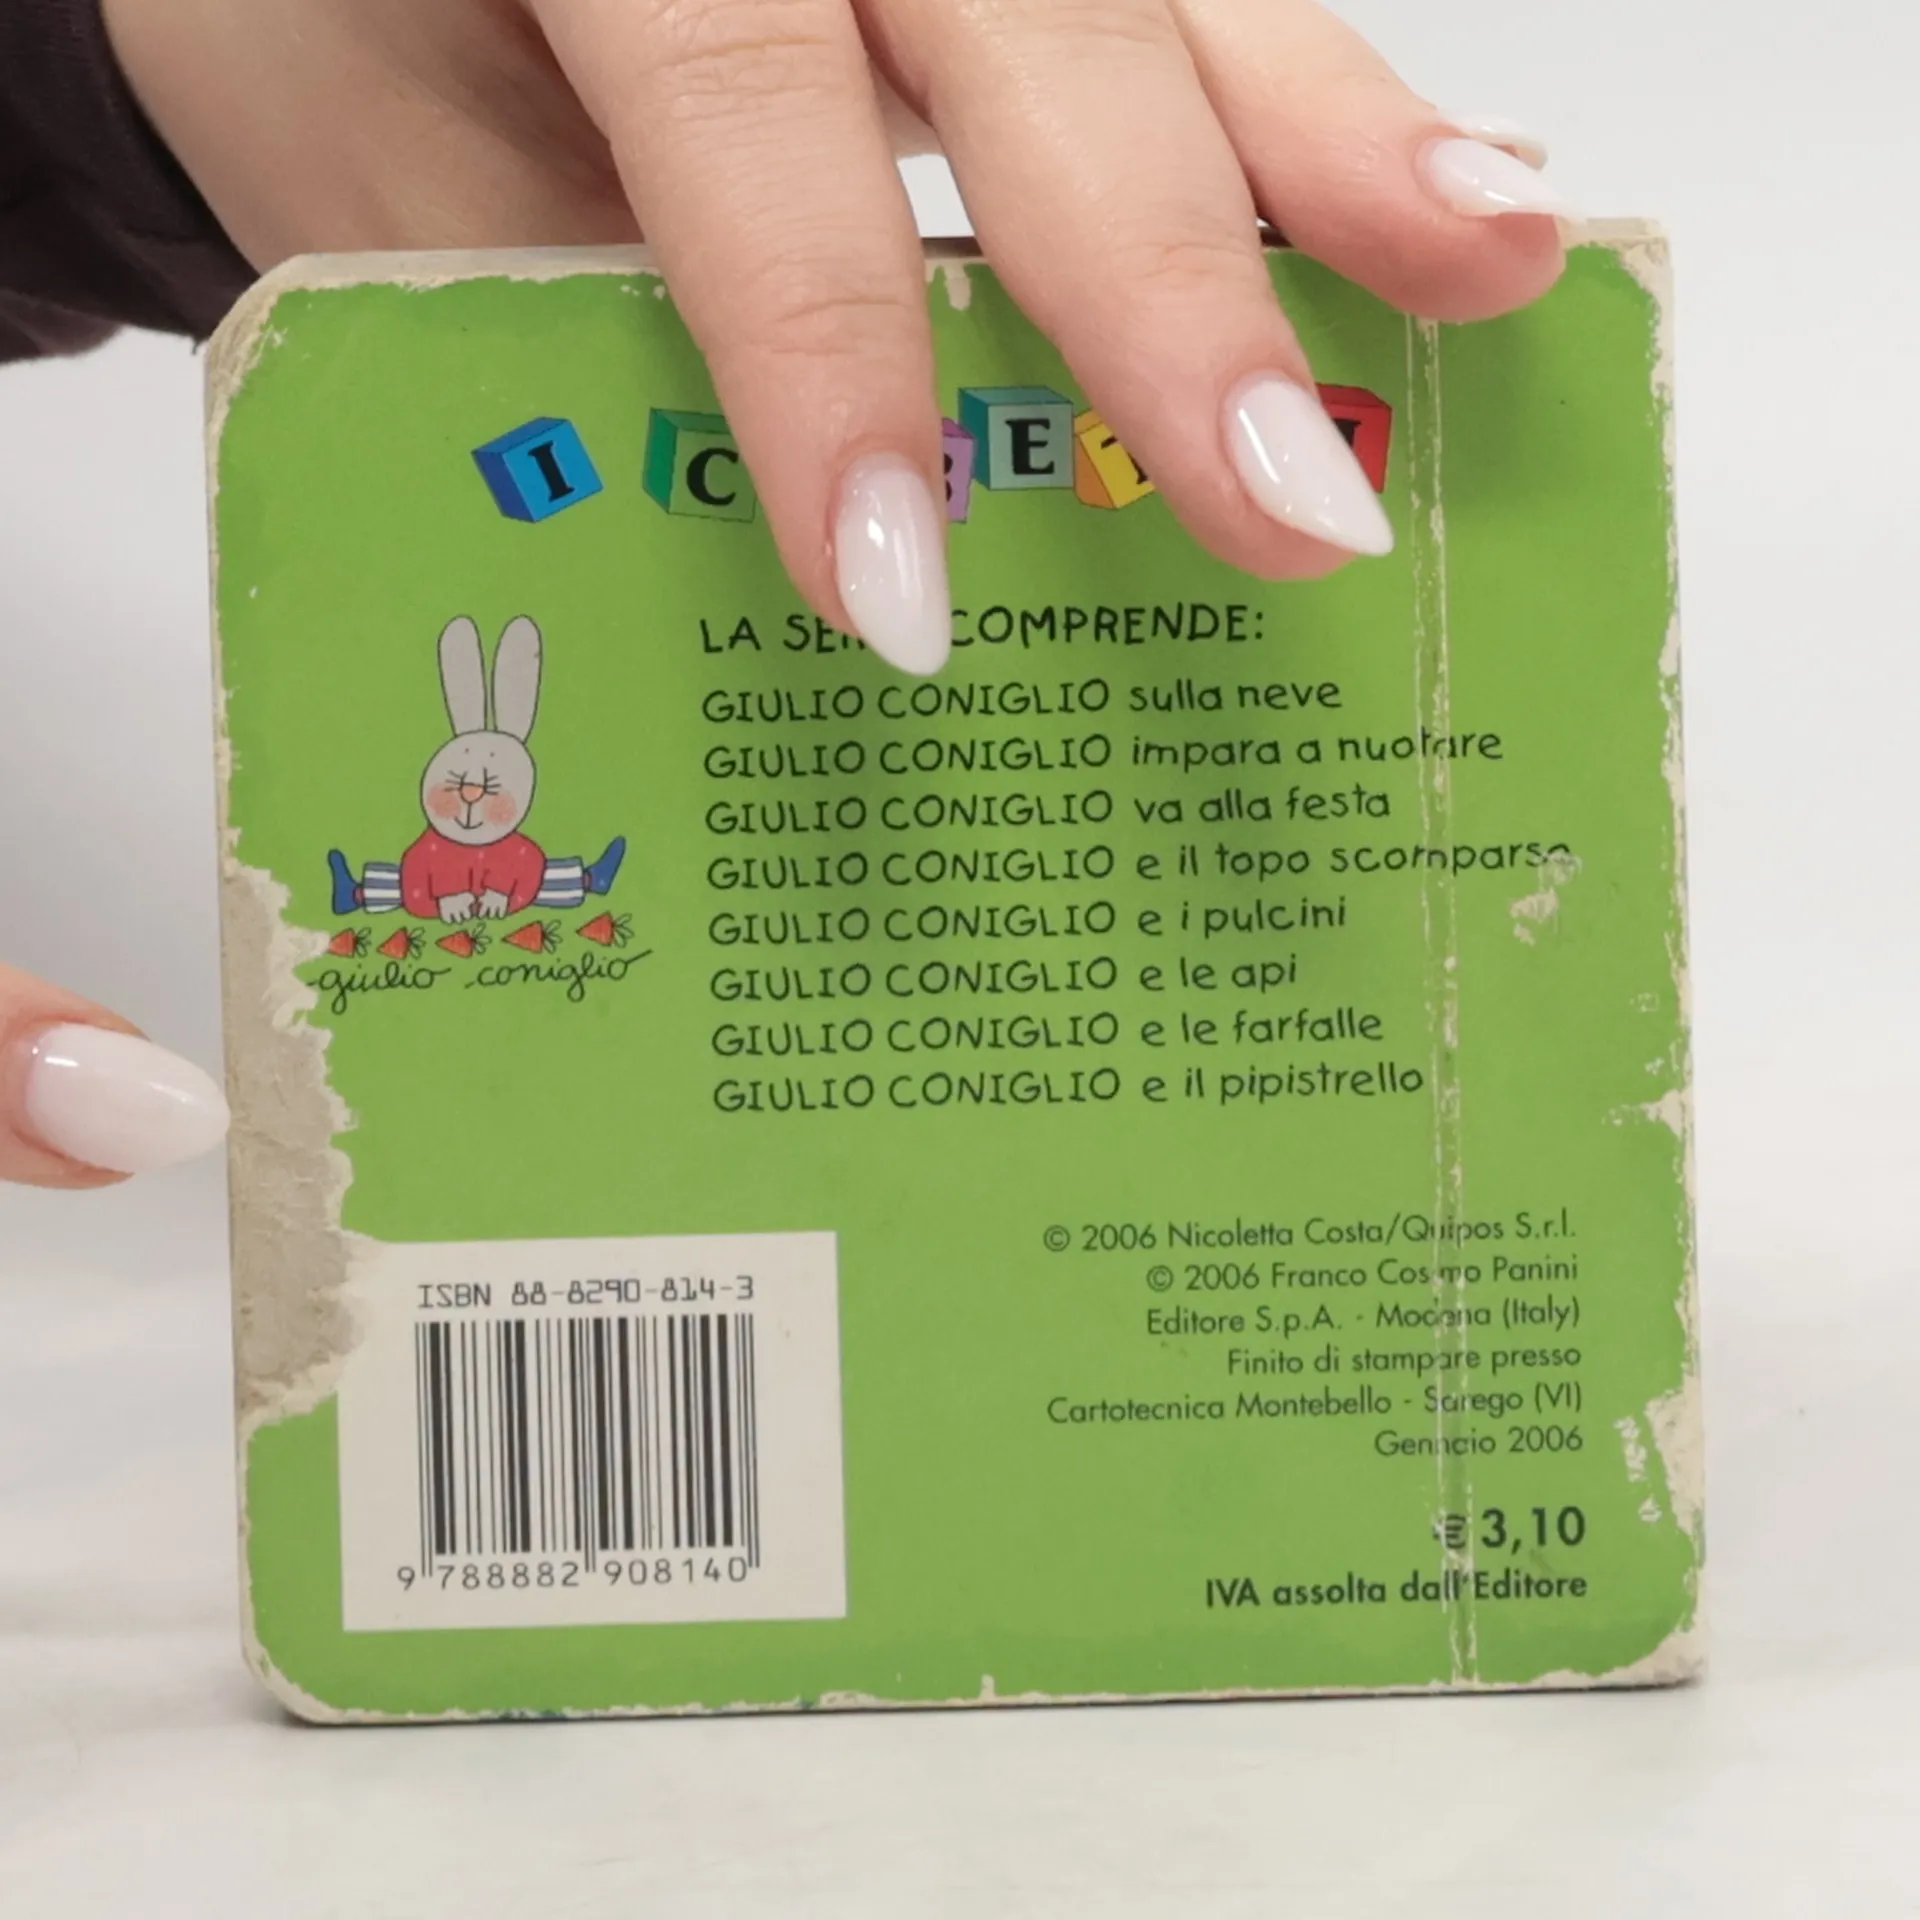 I C E
LA COMPRENDE:
GIULIO CONIGLIO sulla neve
GIULIO CONIGLIO impara a nuotare
GIULIO CONIGLIO va alla festa
GIULIO CONIGLIO e il topo scomparso
GIULIO CONIGLIO e i pulcini
GIULIO CONIGLIO e le api
GIULIO CONIGLIO e le farfalle
GIULIO CONIGLIO e il pipistrello
giulio coniglio
© 2006 Nicoletta Costa/Quipos S.r.l.
© 2006 Franco Cosimo Panini
Editore S.p.A. - Modena (Italy)
Finito di stampare presso
Cartotecnica Montebello - Sarego (VI)
Gennaio 2006
€ 3,10
IVA assolta dall'Editore
ISBN 88-8290-814-3
9 788882 908140